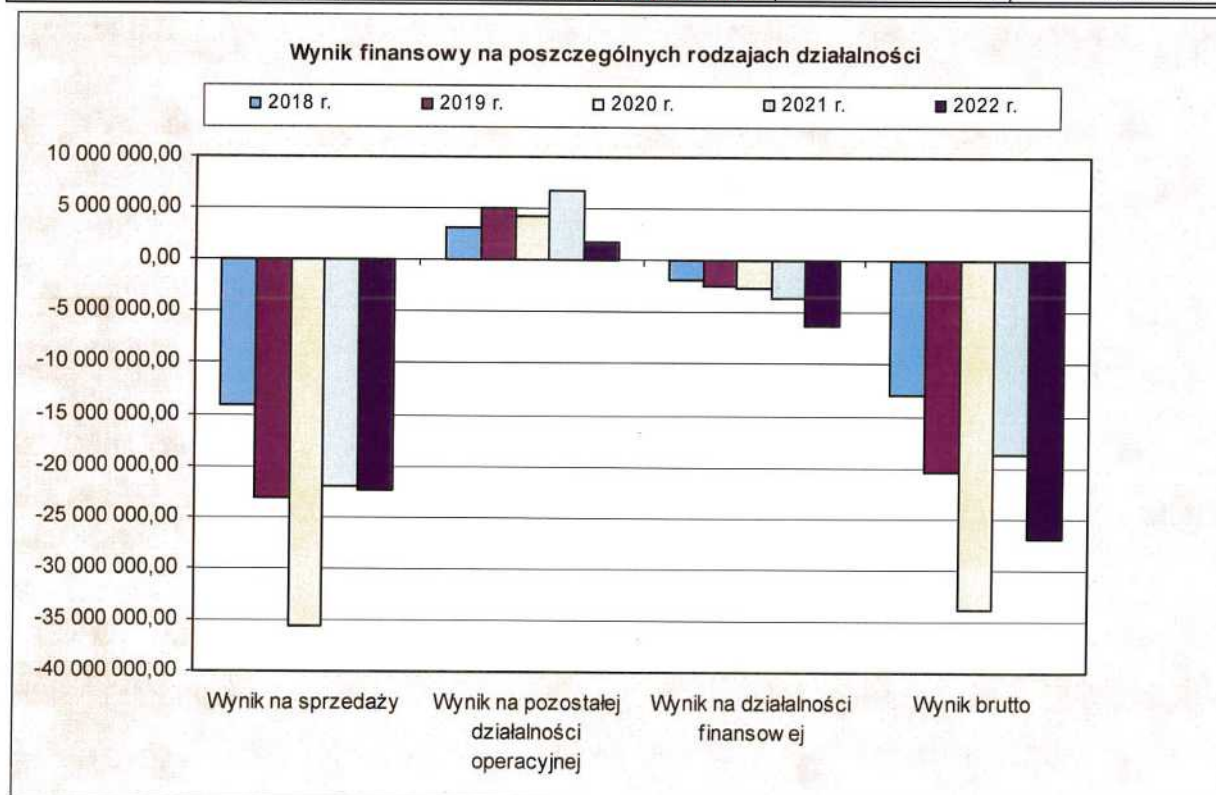 Wynik finansowy na poszczególnych rodzajach działalności
2018 r. 2019 r. 2020 r. 2021 r. 2022 r.
10 000 000,00
5 000 000,00
0,00
-5 000 000,00
-10 000 000,00
-15 000 000,00
-20 000 000,00
-25 000 000,00
-30 000 000,00
-35 000 000,00
-40 000 000,00
Wynik na sprzedaży
Wynik na pozostałej
działalności
operacyjnej
Wynik na działalności
finansowej
Wynik brutto